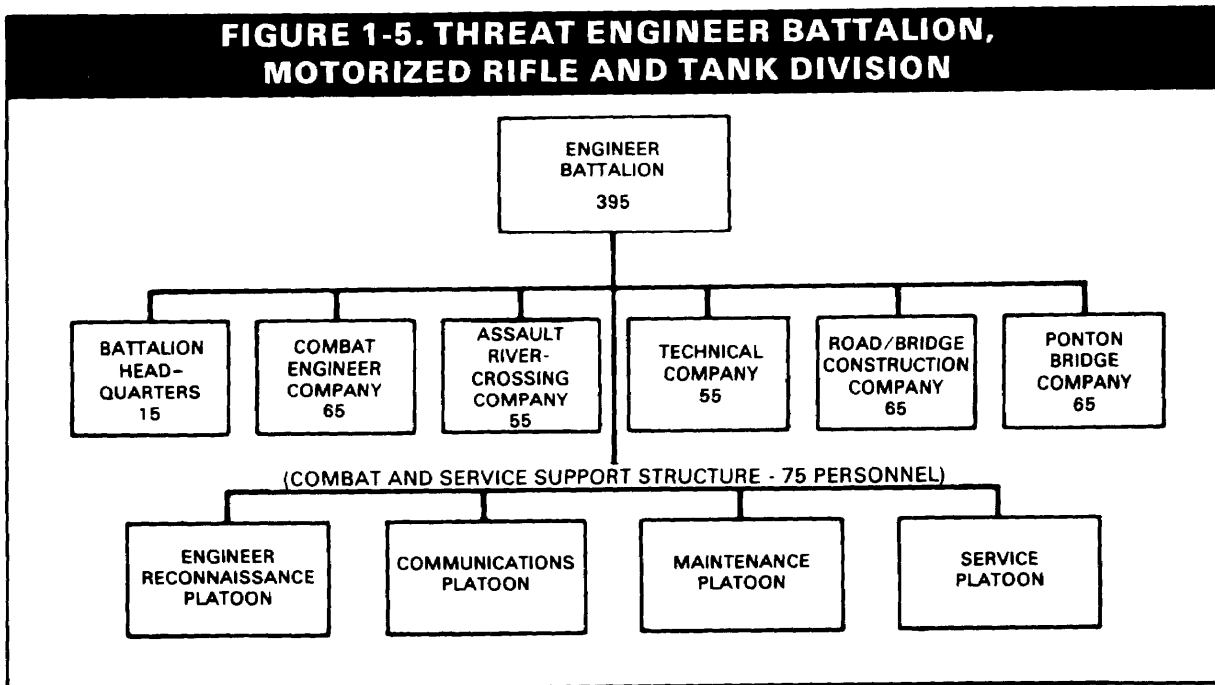 FIGURE 1-5. THREAT ENGINEER BATTALION,
MOTORIZED RIFLE AND TANK DIVISION
ENGINEER
BATTALION
395
BATTALION
HEAD-
QUARTERS
15
COMBAT
ENGINEER
COMPANY
65
ASSAULT
RIVER-
CROSSING
COMPANY
55
TECHNICAL
COMPANY
55
ROAD/BRIDGE
CONSTRUCTION
COMPANY
65
PONTON
BRIDGE
COMPANY
65
(COMBAT AND SERVICE SUPPORT STRUCTURE - 75 PERSONNEL)
ENGINEER
RECONNAISSANCE
PLATOON
COMMUNICATIONS
PLATOON
MAINTENANCE
PLATOON
SERVICE
PLATOON